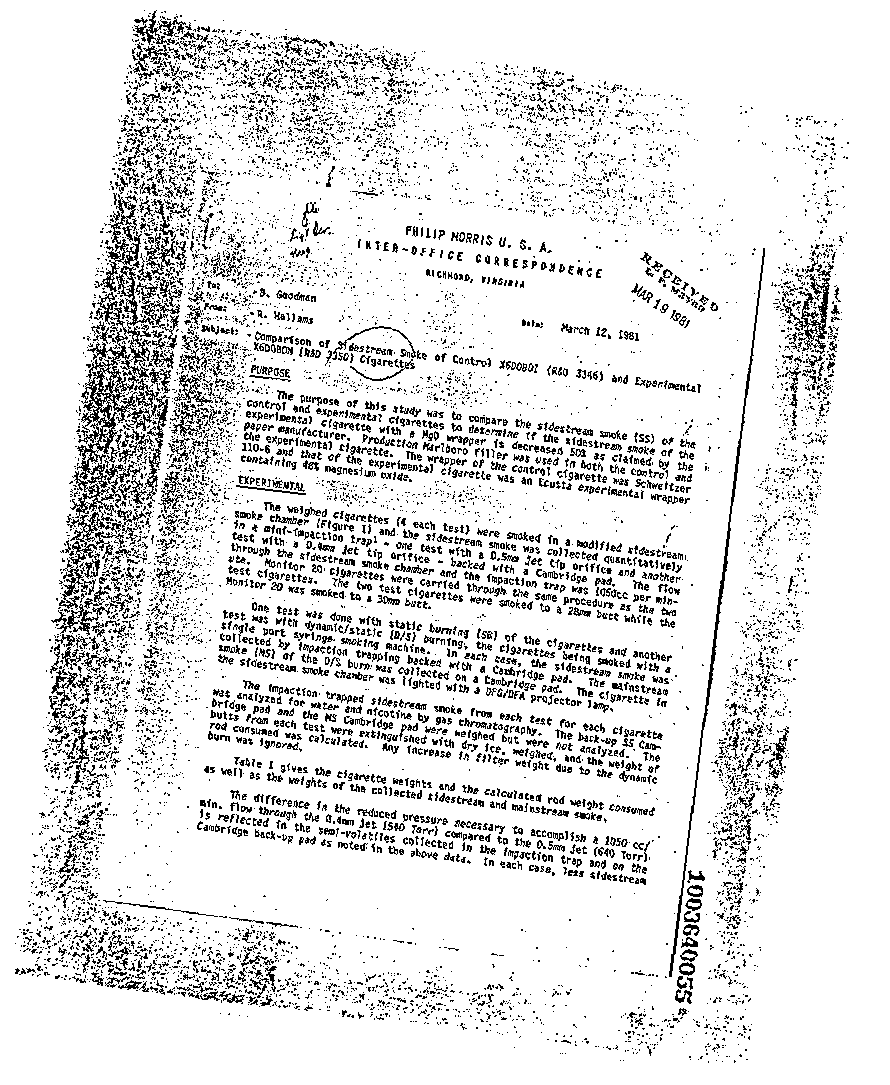 file
PHILIP MORRIS U. S. A.
INTER-OFFICE CORRESPONDENCE
RICHMOND, VIRGINIA
RECEIVED
MAR 19 1981
To: B. Goodman
From: R. Hallams
Date: March 12, 1981
Subject: Comparison of Sidestream Smoke of Control X6D0BOI (R&D 3346) and Experimental
X6D0BON (R&D 3350) Cigarettes
PURPOSE
The purpose of this study was to compare the sidestream smoke (SS) of the
control and experimental cigarettes to determine if the sidestream smoke of the
experimental cigarette with a MgO wrapper is decreased 50% as claimed by the
paper manufacturer. Production Marlboro filler was used in both the control and
the experimental cigarette. The wrapper of the control cigarette was Schweitzer
110-6 and that of the experimental cigarette was an Ecusta experimental wrapper
containing 48% magnesium oxide.
EXPERIMENTAL
The weighed cigarettes (4 each test) were smoked in a modified sidestream
smoke chamber (Figure 1) and the sidestream smoke was collected quantitatively
in a mini-impaction trap - one test with a 0.5mm jet tip orifice and another
test with a 0.4mm jet tip orifice - backed with a Cambridge pad. The flow
through the sidestream smoke chamber and the impaction trap was 1050cc per min-
ute. Monitor 20 cigarettes were carried through the same procedure as the two
test cigarettes. The two test cigarettes were smoked to a 28mm butt while the
Monitor 20 was smoked to a 30mm butt.
One test was done with static burning (SB) of the cigarettes and another
test was with dynamic/static (D/S) burning, the cigarettes being smoked with a
single port syringe smoking machine. In each case, the sidestream smoke was
collected by impaction trapping backed with a Cambridge pad. The mainstream
smoke (MS) of the D/S burn was collected on a Cambridge pad. The cigarette in
the sidestream smoke chamber was lighted with a DFG/DFA projector lamp.
The impaction trapped sidestream smoke from each test for each cigarette
was analyzed for water and nicotine by gas chromatography. The back-up SS Cam-
bridge pad and the MS Cambridge pad were weighed but were not analyzed. The
butts from each test were extinguished with dry ice, weighed, and the weight of
rod consumed was calculated. Any increase in filter weight due to the dynamic
burn was ignored.
Table I gives the cigarette weights and the calculated rod weight consumed
as well as the weights of the collected sidestream and mainstream smoke.
The difference in the reduced pressure necessary to accomplish a 1050 cc/
min. flow through the 0.4mm jet (540 Torr) compared to the 0.5mm jet (640 Torr)
is reflected in the semi-volatiles collected in the impaction trap and on the
Cambridge back-up pad as noted in the above data. In each case, less sidestream
1003640055